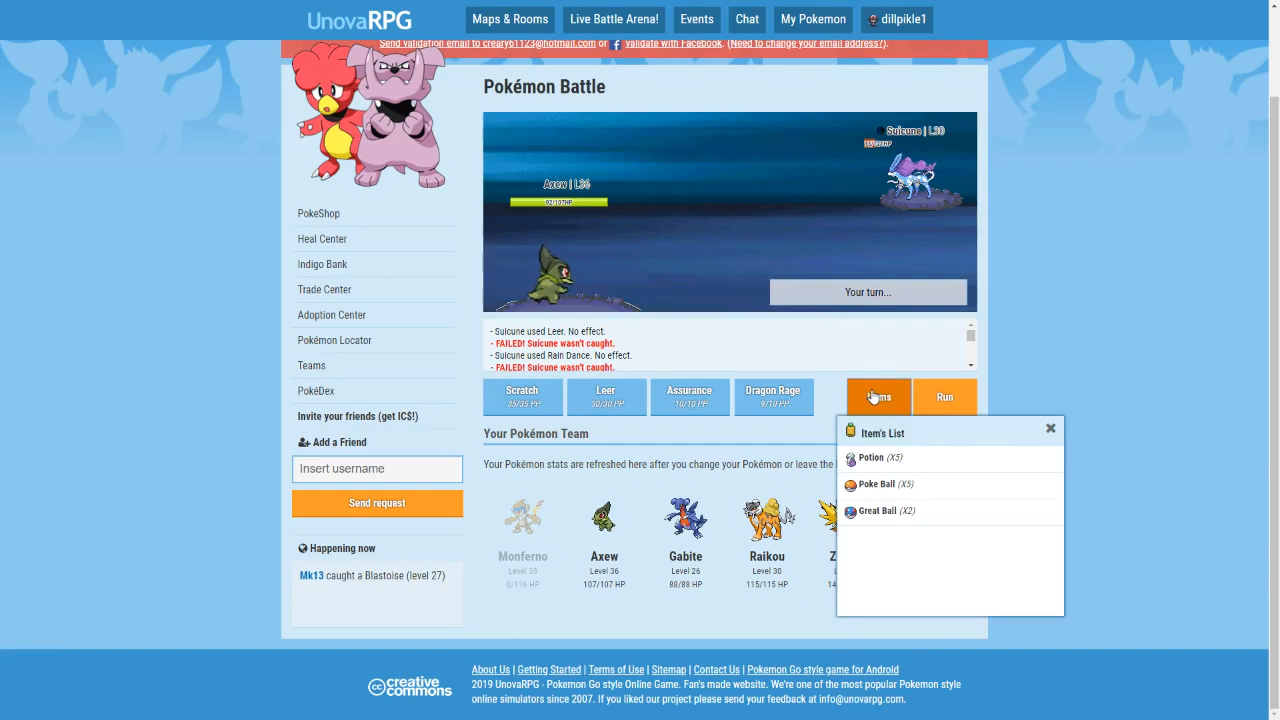 UnovaRPG
Maps & Rooms
Live Battle Arena!
Events
Chat
My Pokemon
dillpikle1
Send validation email to creary61123@hotmail.com or validate with Facebook. (Need to change your email address?).
Pokémon Battle
Suicune | L30
Axew | L36
92/107HP
Your turn...
- Suicune used Leer. No effect.
- FAILED! Suicune wasn't caught.
- Suicune used Rain Dance. No effect.
- FAILED! Suicune wasn't caught.
Scratch
35/35 PP
Leer
30/30 PP
Assurance
10/10 PP
Dragon Rage
9/10 PP
Run
Item's List
Potion (X5)
Poke Ball (X5)
Great Ball (X2)
Your Pokémon Team
Your Pokémon stats are refreshed here after you change your Pokémon or leave the
Monferno
Level 35
0/116 HP
Axew
Level 36
107/107 HP
Gabite
Level 26
88/88 HP
Raikou
Level 30
115/115 HP
Z
14
PokeShop
Heal Center
Indigo Bank
Trade Center
Adoption Center
Pokémon Locator
Teams
PokéDex
Invite your friends (get IC$!)
Add a Friend
Insert username
Send request
Happening now
Mk13 caught a Blastoise (level 27)
creative
commons
About Us | Getting Started | Terms of Use | Sitemap | Contact Us | Pokemon Go style game for Android
2019 UnovaRPG - Pokemon Go style Online Game. Fan's made website. We're one of the most popular Pokemon style
online simulators since 2007. If you liked our project please send your feedback at info@unovarpg.com.